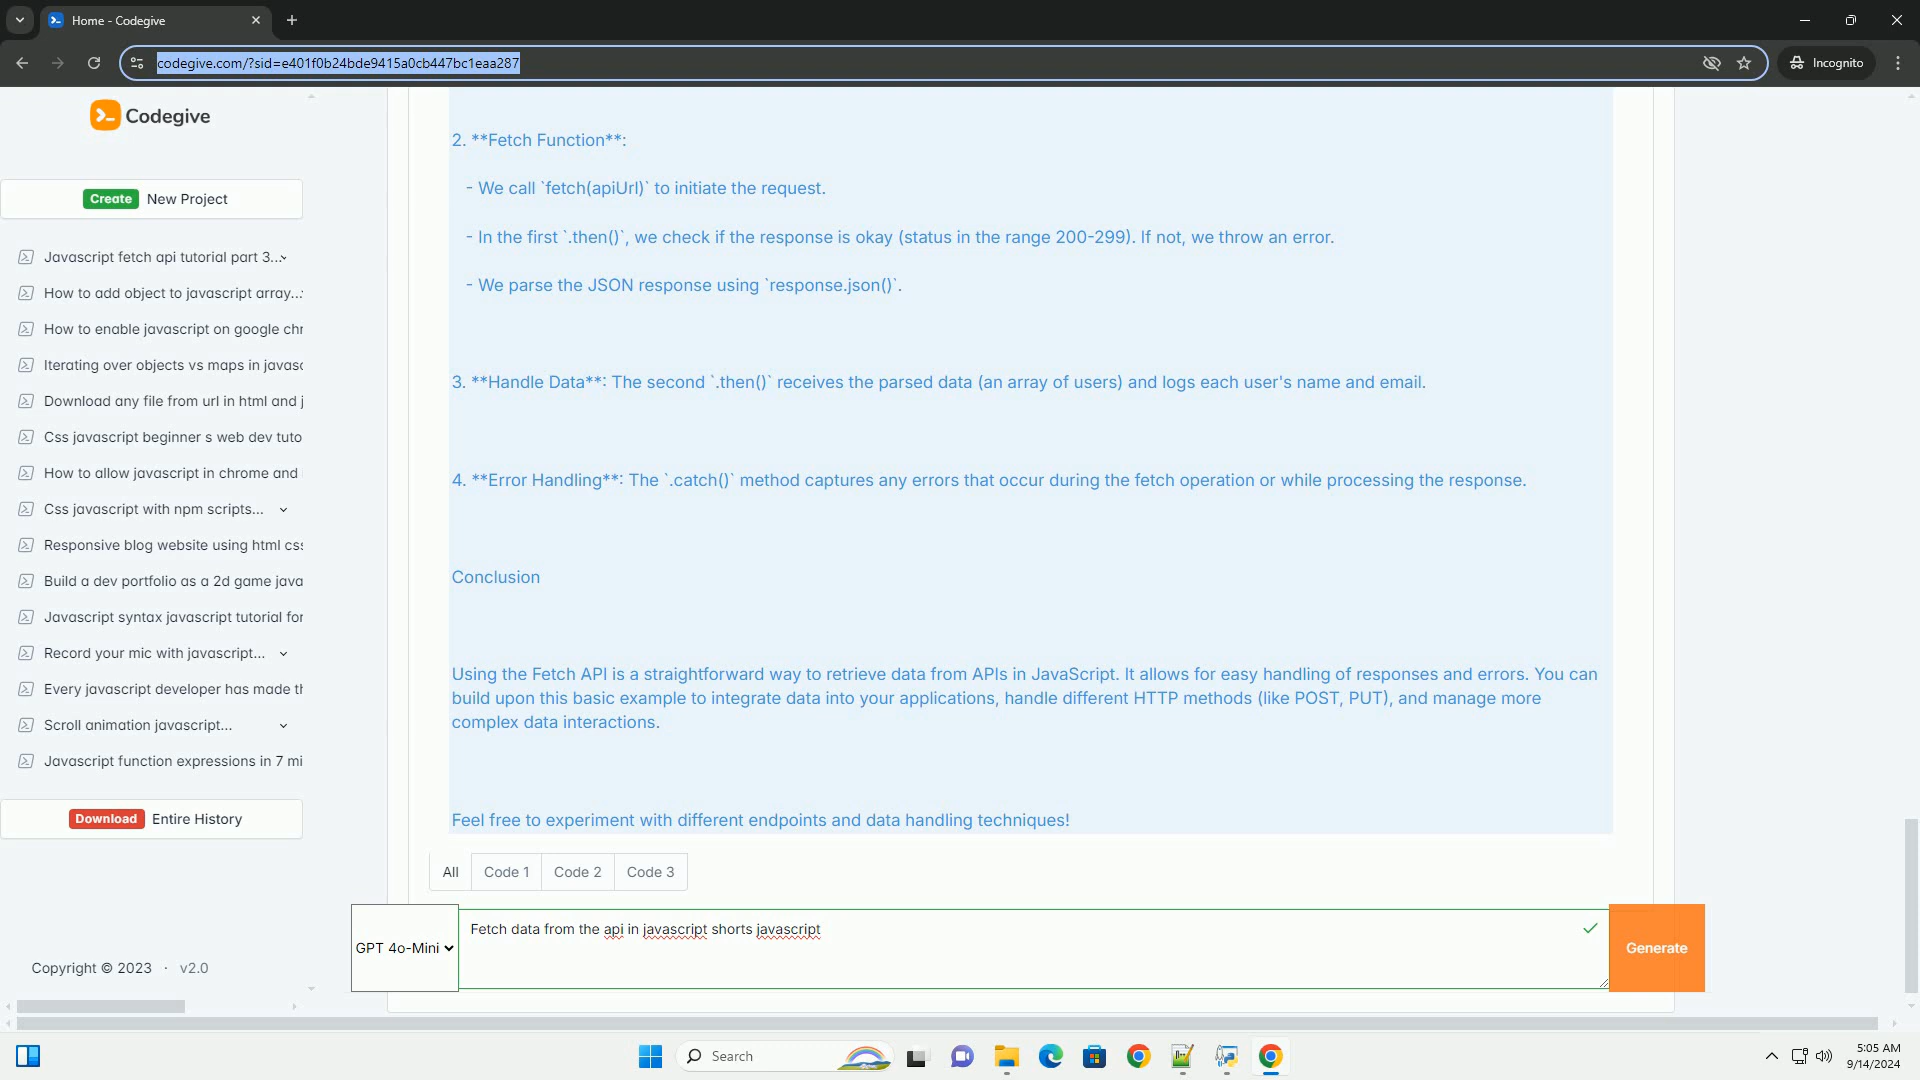 Home - Codegive
codegive.com/?sid=e401f0b24bde9415a0cb447bc1eaa287
Incognito
Codegive
Create New Project
Javascript fetch api tutorial part 3...
How to add object to javascript array...
How to enable javascript on google chr
Iterating over objects vs maps in javasc
Download any file from url in html and j
Css javascript beginner s web dev tuto
How to allow javascript in chrome and
Css javascript with npm scripts...
Responsive blog website using html css
Build a dev portfolio as a 2d game java
Javascript syntax javascript tutorial for
Record your mic with javascript...
Every javascript developer has made th
Scroll animation javascript...
Javascript function expressions in 7 mi
Download Entire History
Copyright © 2023 · v2.0
2. **Fetch Function**:
- We call `fetch(apiUrl)` to initiate the request.
- In the first `.then()`, we check if the response is okay (status in the range 200-299). If not, we throw an error.
- We parse the JSON response using `response.json()`.
3. **Handle Data**: The second `.then()` receives the parsed data (an array of users) and logs each user's name and email.
4. **Error Handling**: The `.catch()` method captures any errors that occur during the fetch operation or while processing the response.
Conclusion
Using the Fetch API is a straightforward way to retrieve data from APIs in JavaScript. It allows for easy handling of responses and errors. You can
build upon this basic example to integrate data into your applications, handle different HTTP methods (like POST, PUT), and manage more
complex data interactions.
Feel free to experiment with different endpoints and data handling techniques!
All Code 1 Code 2 Code 3
GPT 4o-Mini
Fetch data from the api in javascript shorts javascript
Generate
Search
5:05 AM
9/14/2024